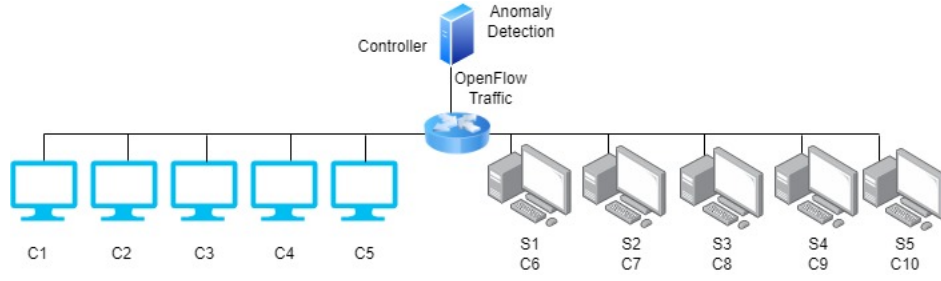 Anomaly
Detection
Controller
OpenFlow
Traffic
C1
C2
C3
C4
C5
S1
C6
S2
C7
S3
C8
S4
C9
S5
C10